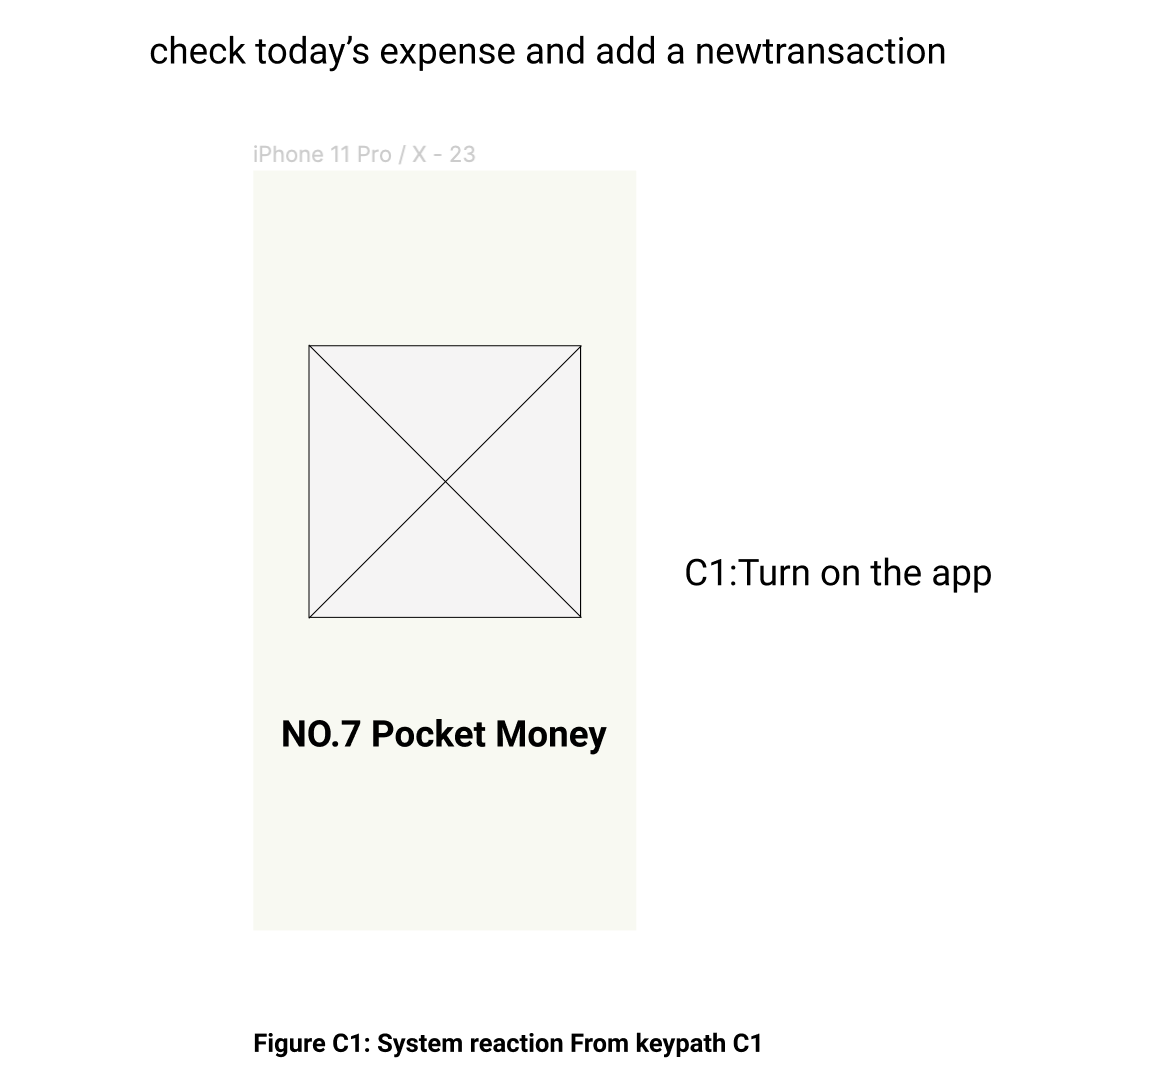 check today’s expense and add a newtransaction
iPhone 11 Pro / X - 23
C1:Turn on the app
NO.7 Pocket Money
Figure C1: System reaction From keypath C1